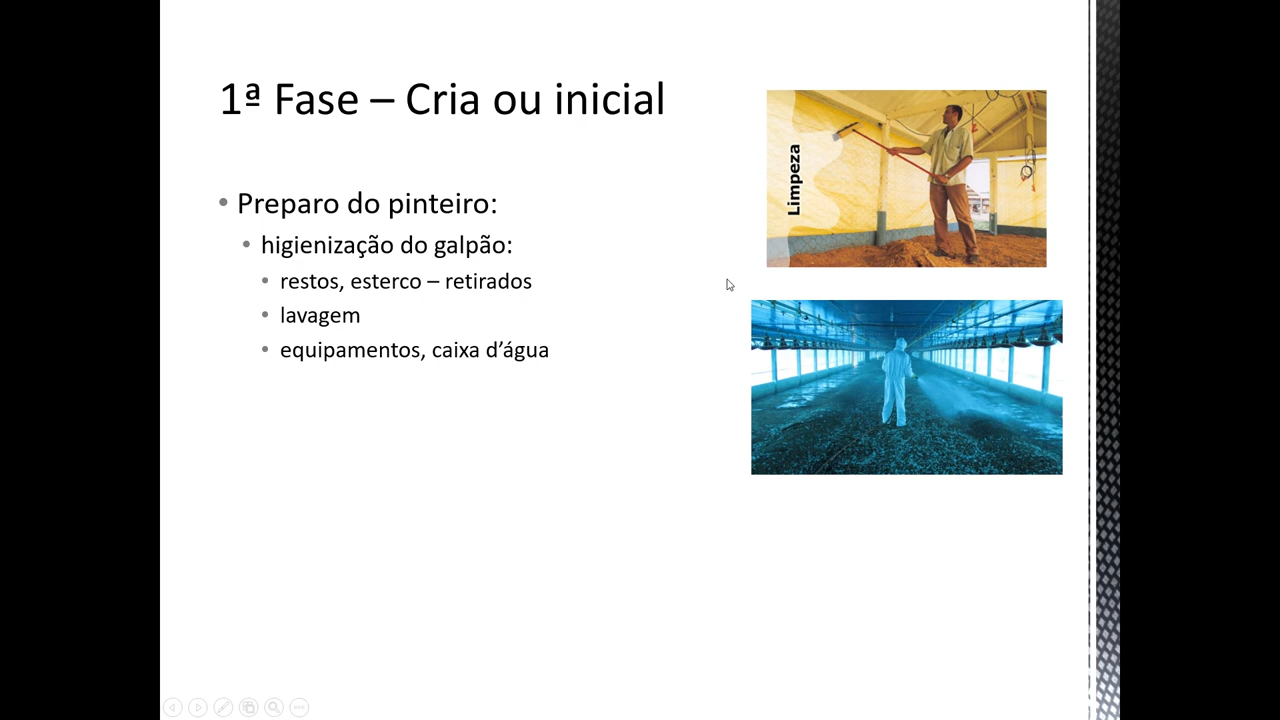 1ª Fase – Cria ou inicial
Preparo do pinteiro:
higienização do galpão:
restos, esterco – retirados
lavagem
equipamentos, caixa d’água
Limpeza